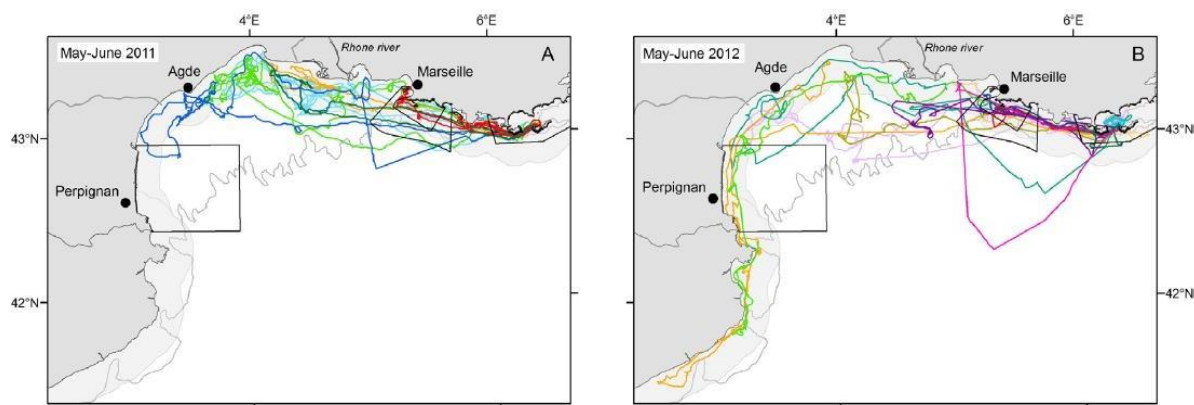 4°E 6°E
May-June 2011 Rhone river A
Agde Marseille
43°N
Perpignan
42°N
4°E 6°E
May-June 2012 Rhone river B
Agde Marseille
43°N
Perpignan
42°N